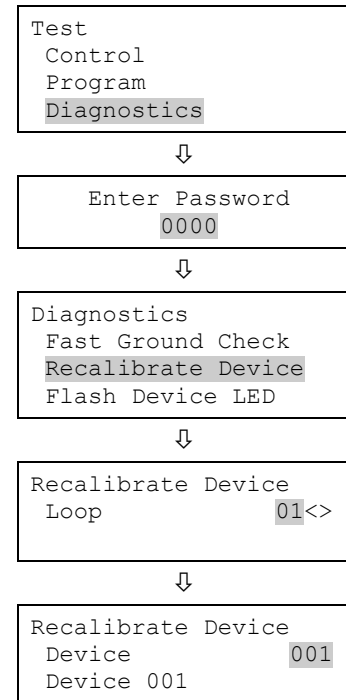 Test
Control
Program
Diagnostics
⇩
Enter Password
0000
⇩
Diagnostics
Fast Ground Check
Recalibrate Device
Flash Device LED
⇩
Recalibrate Device
Loop 01<>
⇩
Recalibrate Device
Device 001
Device 001